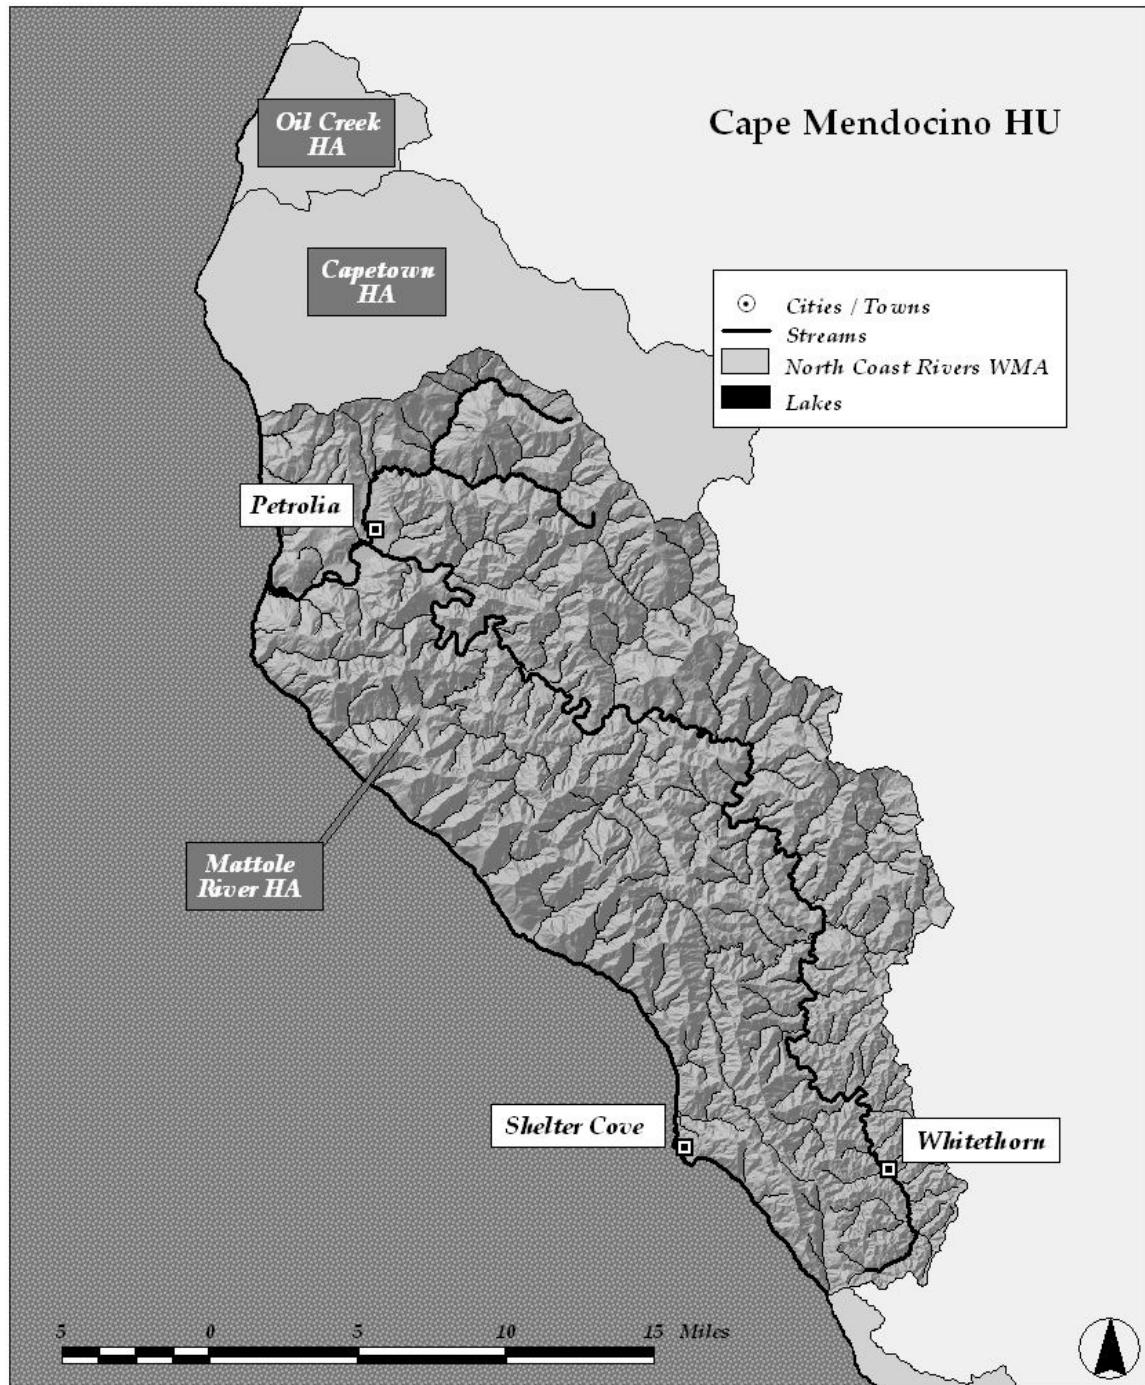 Oil Creek
HA
Cape Mendocino HU
Capetown
HA
Cities / Towns
Streams
North Coast Rivers WMA
Lakes
Petrolia
Mattole
River HA
Shelter Cove
Whitethorn
5 0 5 10 15 Miles